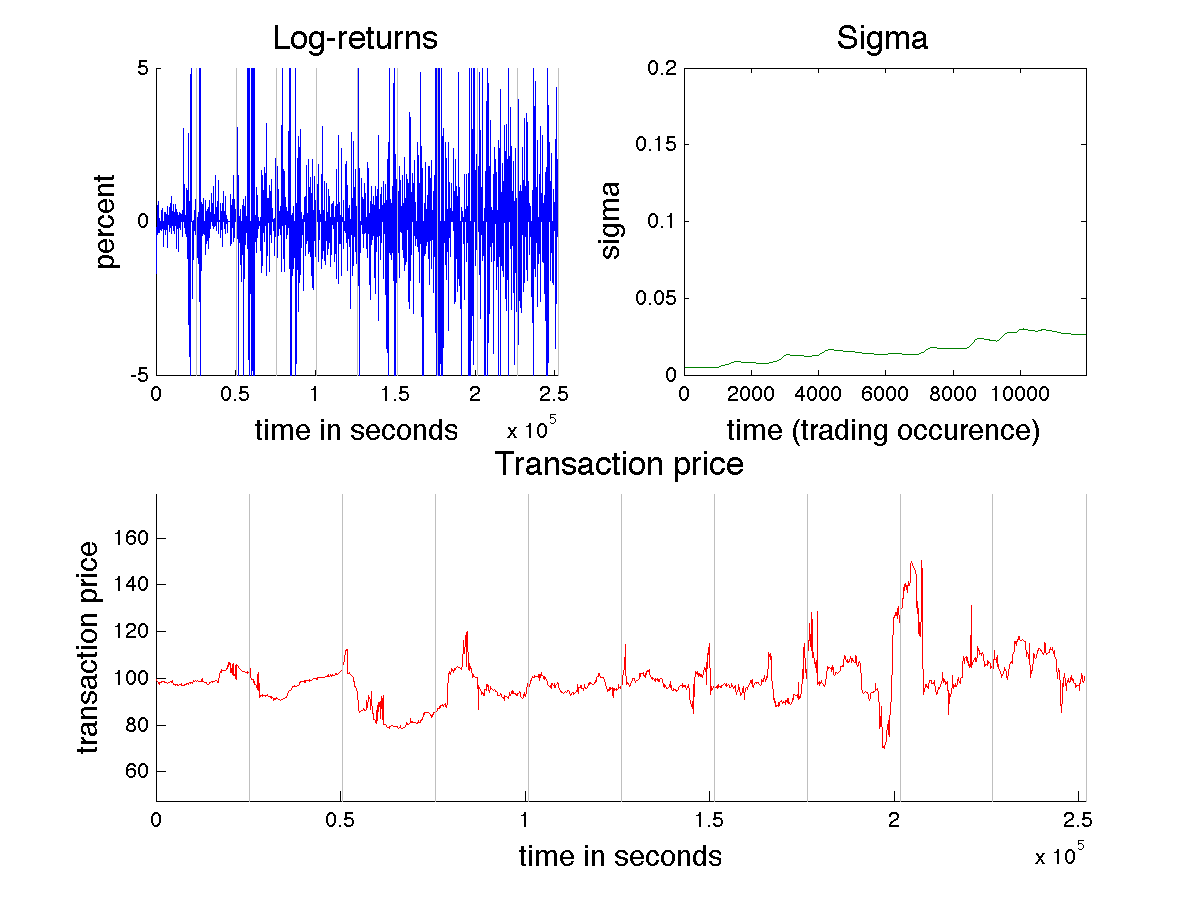 Log-returns
Sigma
5
0
-5
percent
0 0.5 1 1.5 2 2.5
x 10^5
time in seconds
0.2
0.15
0.1
0.05
0
sigma
0 2000 4000 6000 8000 10000
time (trading occurence)
Transaction price
160
140
120
100
80
60
transaction price
0 0.5 1 1.5 2 2.5
x 10^5
time in seconds